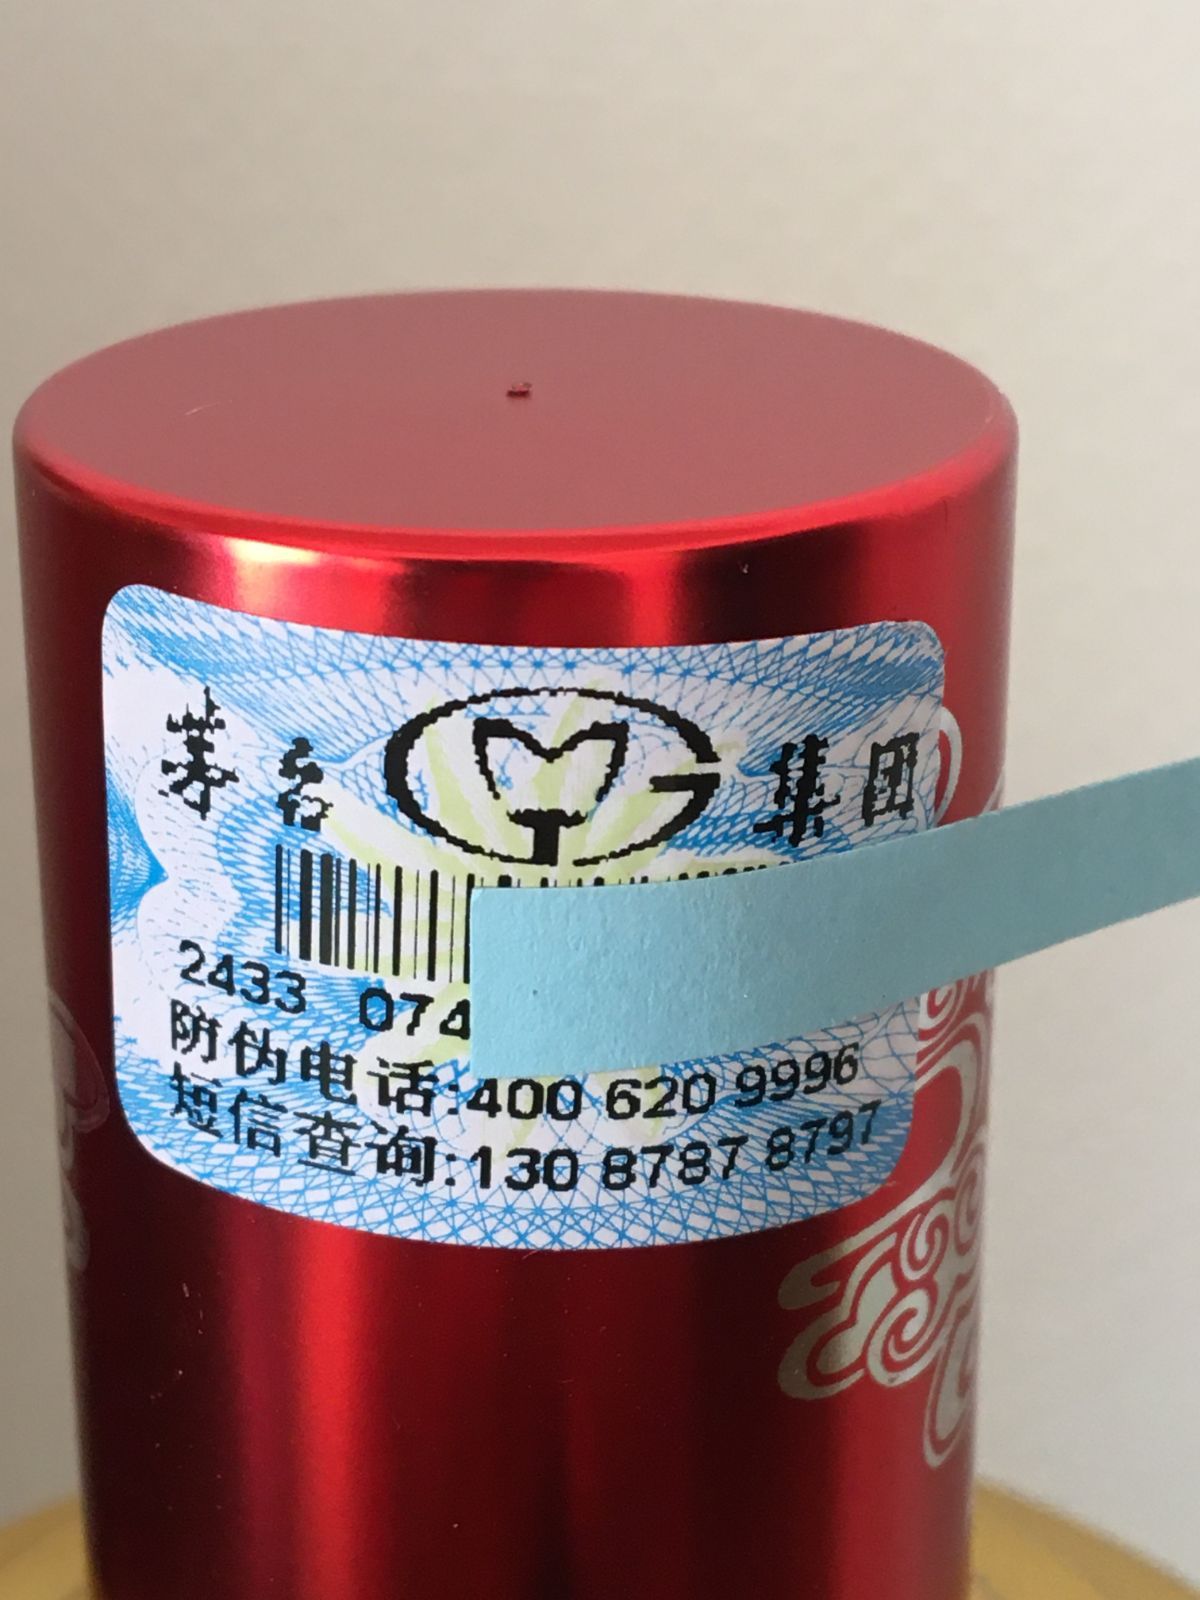 茅台 集团
2433 074
防伪电话:400 620 9996
短信查询:130 8787 8797